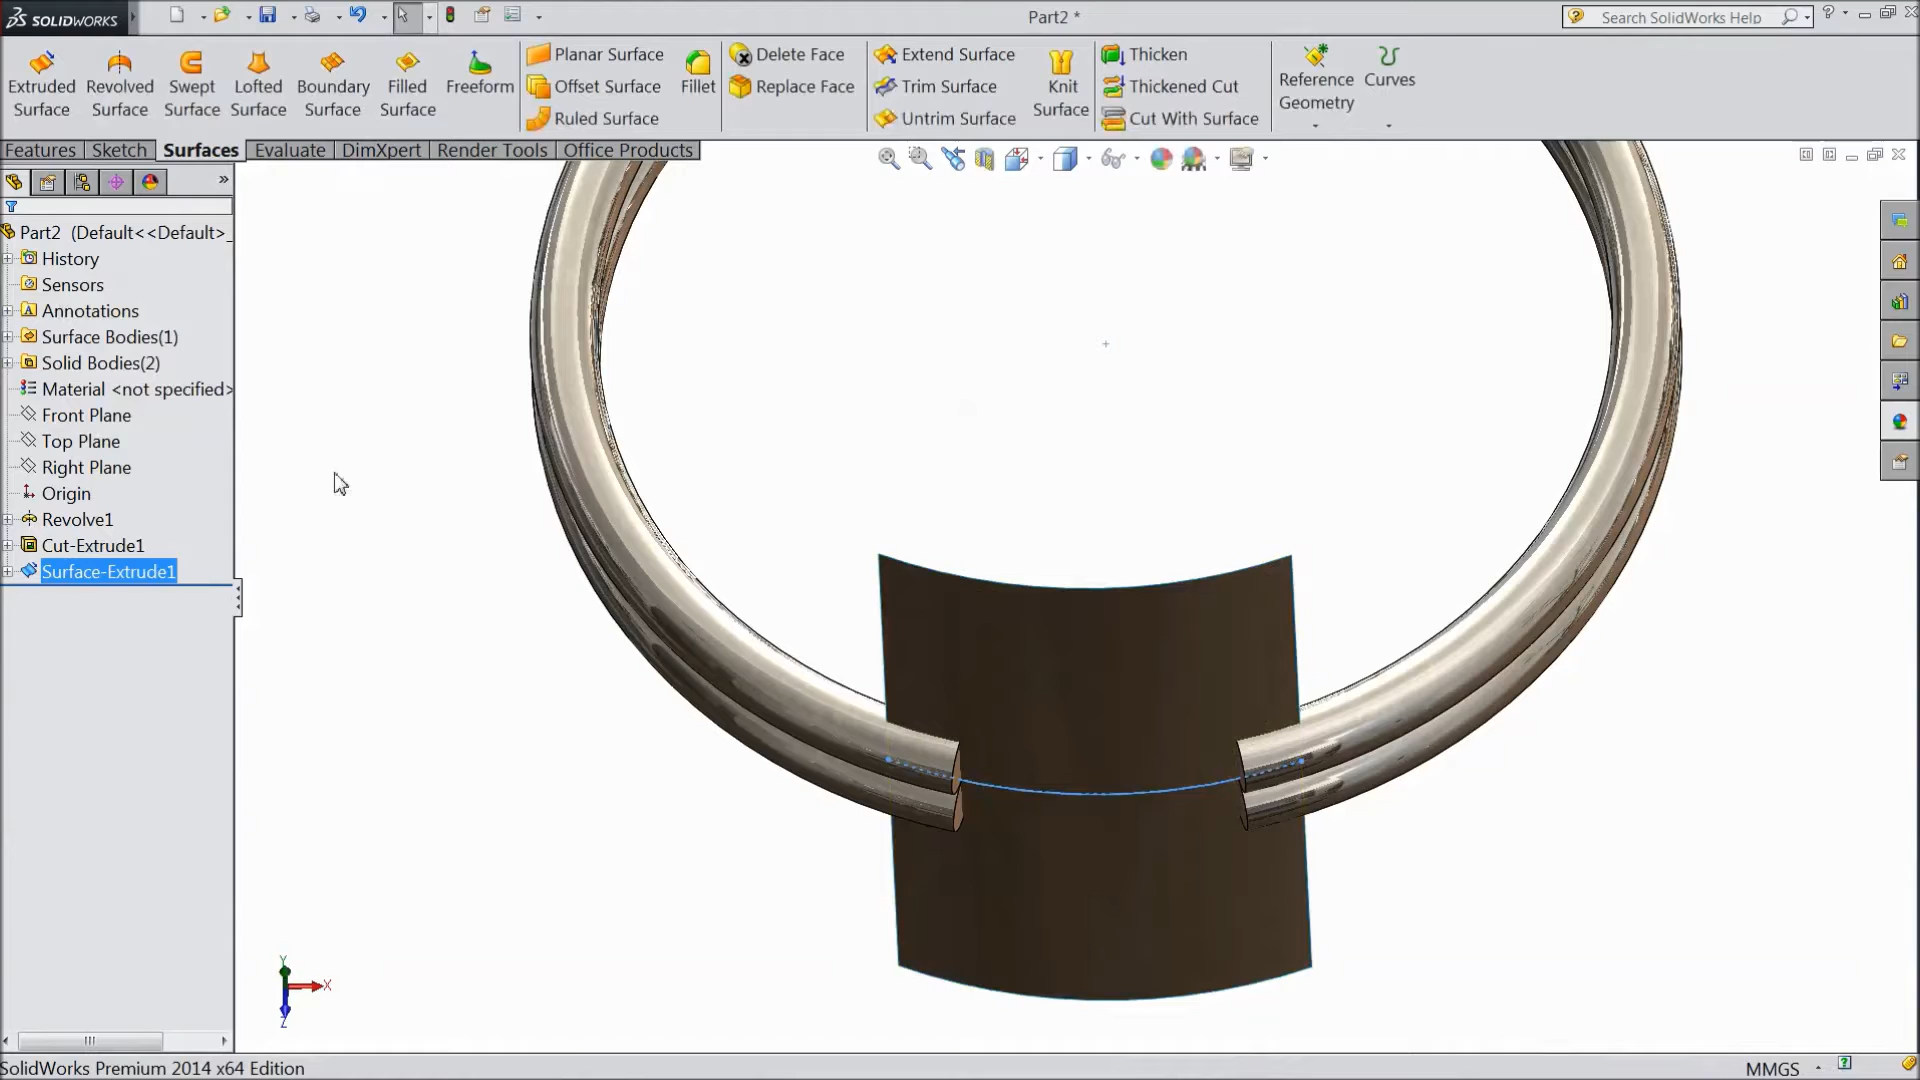 SOLIDWORKS
Part2 *
Search SolidWorks Help
Extruded Surface
Revolved Surface
Swept Surface
Lofted Surface
Boundary Surface
Filled Surface
Freeform
Planar Surface
Offset Surface
Ruled Surface
Fillet
Delete Face
Replace Face
Extend Surface
Trim Surface
Untrim Surface
Knit Surface
Thicken
Thickened Cut
Cut With Surface
Reference Geometry
Curves
Features Sketch Surfaces Evaluate DimXpert Render Tools Office Products
Part2 (Default<<Default>_
History
Sensors
Annotations
Surface Bodies(1)
Solid Bodies(2)
Material <not specified>
Front Plane
Top Plane
Right Plane
Origin
Revolve1
Cut-Extrude1
Surface-Extrude1
Y
X
Z
SolidWorks Premium 2014 x64 Edition
MMGS